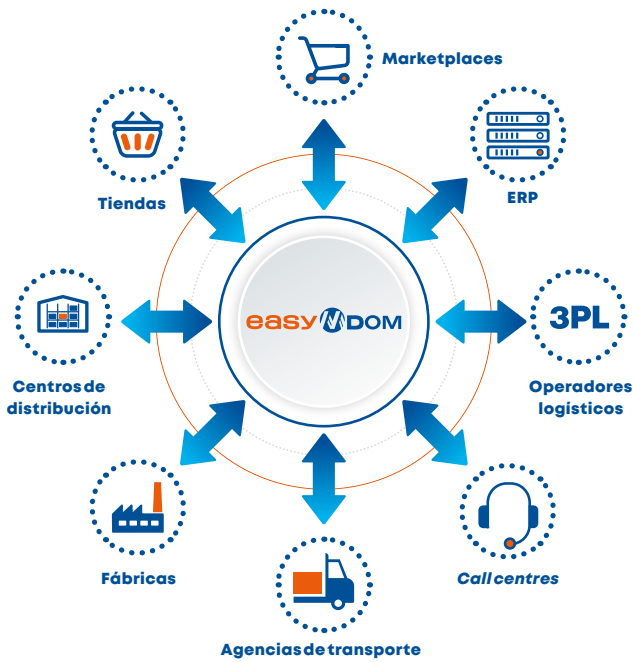 Marketplaces
Tiendas
ERP
easy DOM
3PL
Centros de
distribución
Operadores
logísticos
Fábricas
Call centres
Agencias de transporte